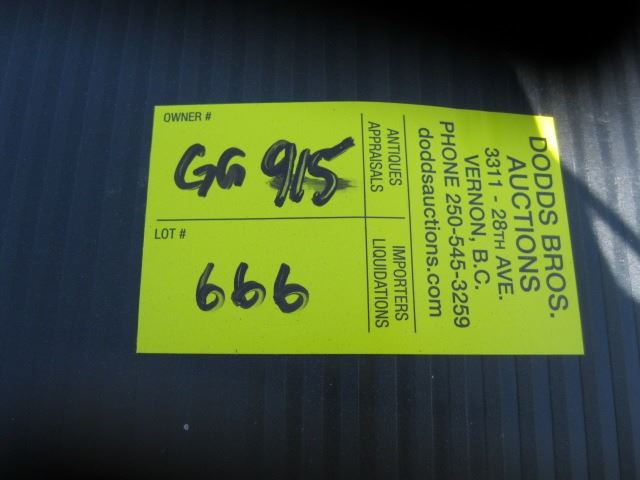 OWNER #
GG 915
LOT #
666
ANTIQUES
APPRAISALS
IMPORTERS
LIQUIDATIONS
DODDS BROS.
AUCTIONS
3311 - 28TH AVE.
VERNON, B.C.
PHONE 250-545-3259
doddsauctions.com